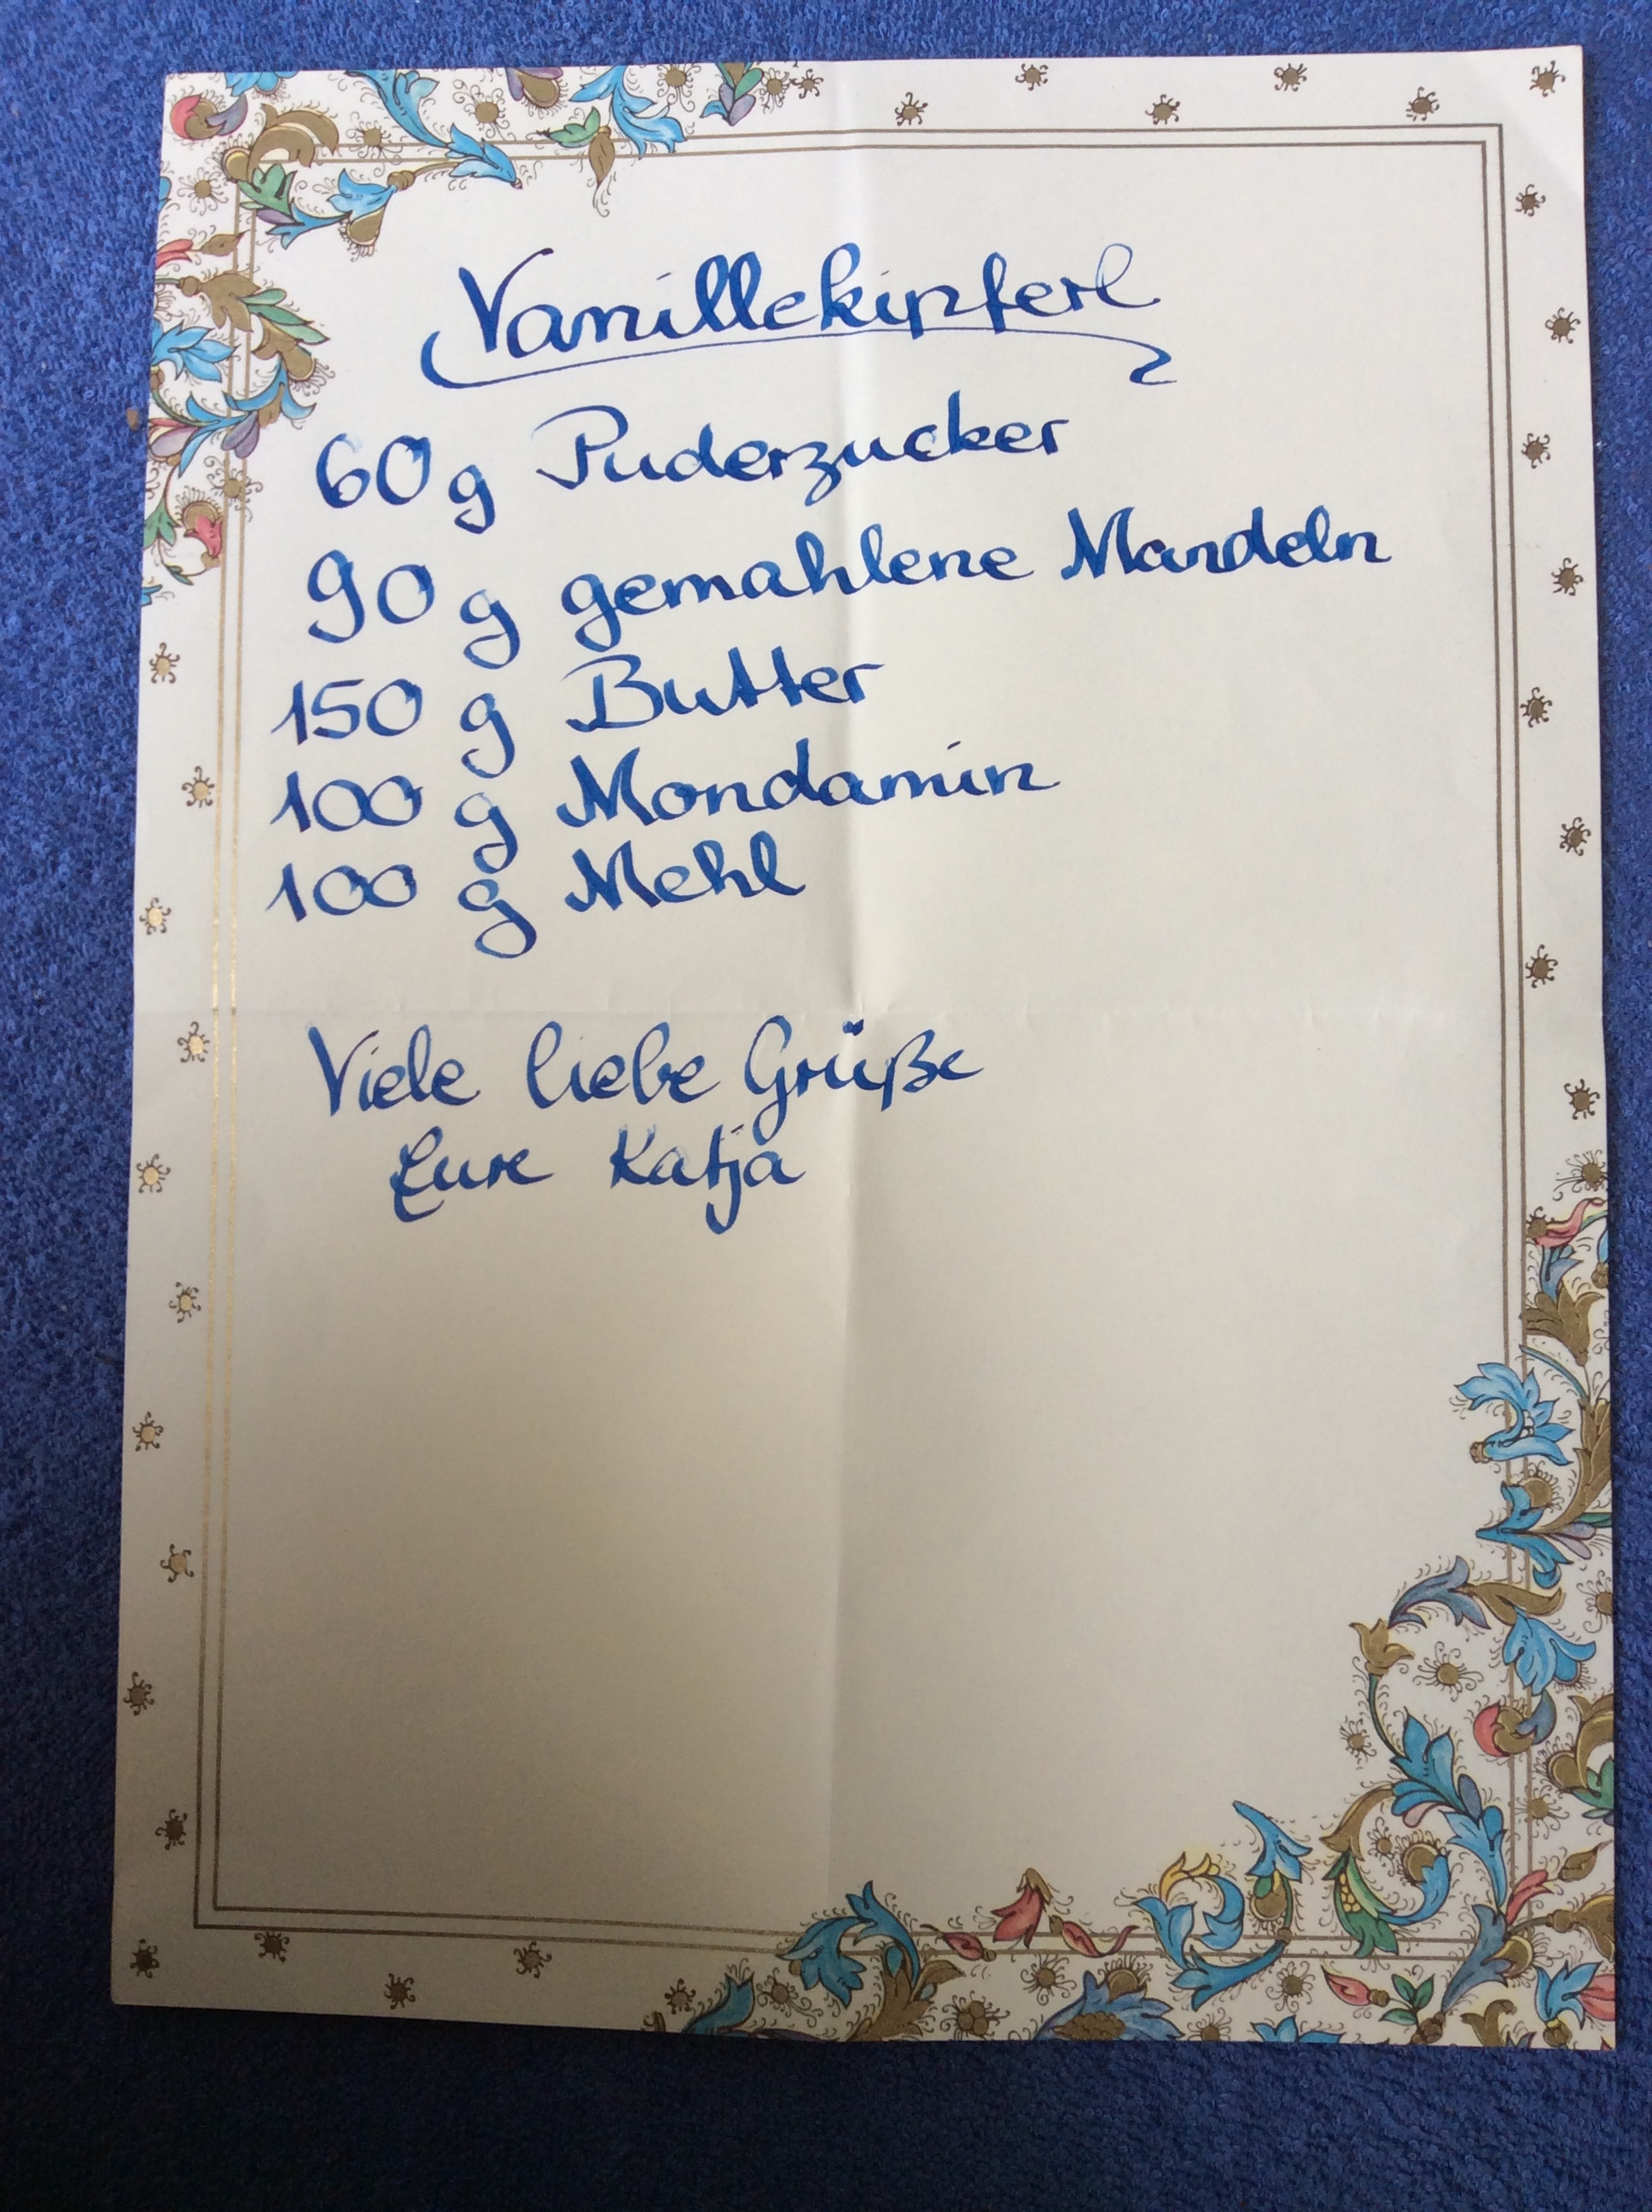 Vanillekipferl
60 g Puderzucker
90 g gemahlene Mandeln
150 g Butter
100 g Mondamin
100 g Mehl
Viele liebe Grüße
Eure Katja